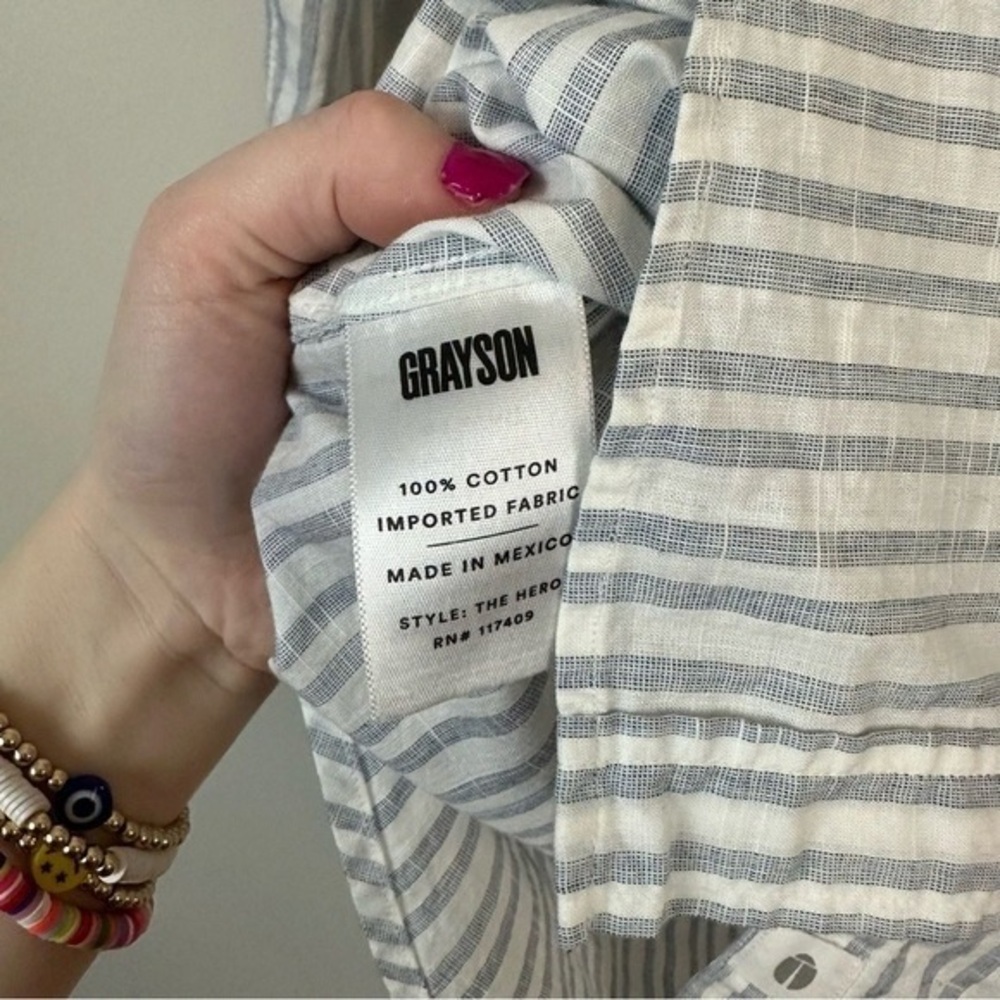 GRAYSON
100% COTTON
IMPORTED FABRIC
MADE IN MEXICO
STYLE: THE HERO
RN# 117409